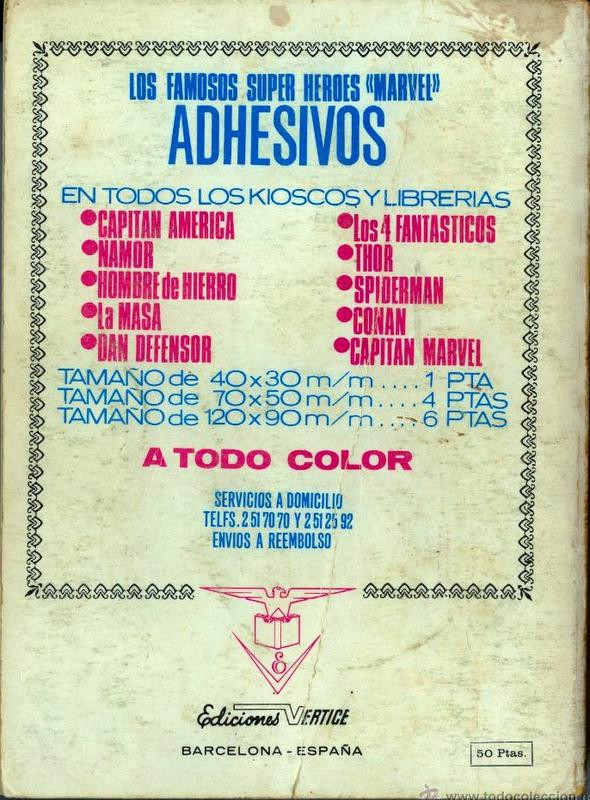 LOS FAMOSOS SUPER HEROES «MARVEL»
ADHESIVOS
EN TODOS LOS KIOSCOS Y LIBRERIAS
●CAPITAN AMERICA
●NAMOR
●HOMBRE de HIERRO
●La MASA
●DAN DEFENSOR
●Los 4 FANTASTICOS
●THOR
●SPIDERMAN
●CONAN
●CAPITAN MARVEL
TAMAÑO de 40x30 m/m .... 1 PTA
TAMAÑO de 70x50 m/m .... 4 PTAS
TAMAÑO de 120x90 m/m .... 6 PTAS
A TODO COLOR
SERVICIOS A DOMICILIO
TELFS. 2 51 70 70 Y 2 51 25 92
ENVIOS A REEMBOLSO
E
Ediciones VERTICE
BARCELONA - ESPAÑA
50 Ptas.
www.todocoleccion.n